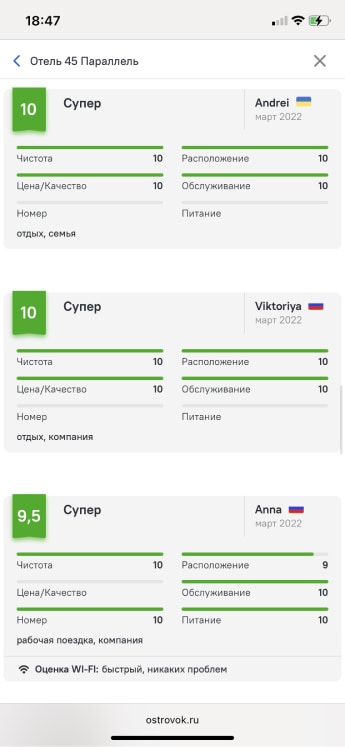 18:47
Отель 45 Параллель
10 Супер Andrei
март 2022
Чистота 10 Расположение 10
Цена/Качество 10 Обслуживание 10
Номер Питание
отдых, семья
10 Супер Viktoriya
март 2022
Чистота 10 Расположение 10
Цена/Качество 10 Обслуживание 10
Номер Питание
отдых, компания
9,5 Супер Anna
март 2022
Чистота 10 Расположение 9
Цена/Качество Обслуживание 10
Номер 10 Питание 10
рабочая поездка, компания
Оценка WI-FI: быстрый, никаких проблем
ostrovok.ru